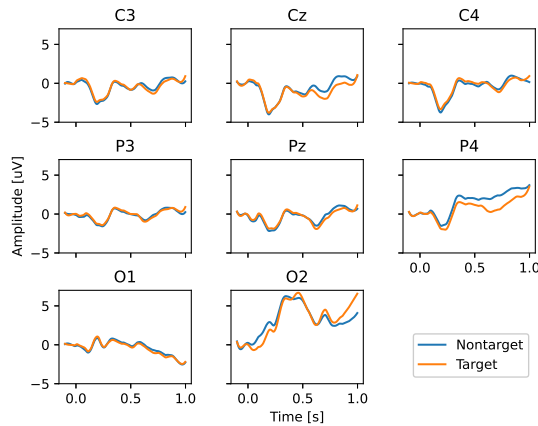 C3 Cz C4
0
−5
P3 Pz P4
5
0
−5
Amplitude [uV]
0.0 0.5 1.0
O1 O2
5
0
−5
0.0 0.5 1.0 0.0 0.5 1.0
Time [s]
Nontarget
Target